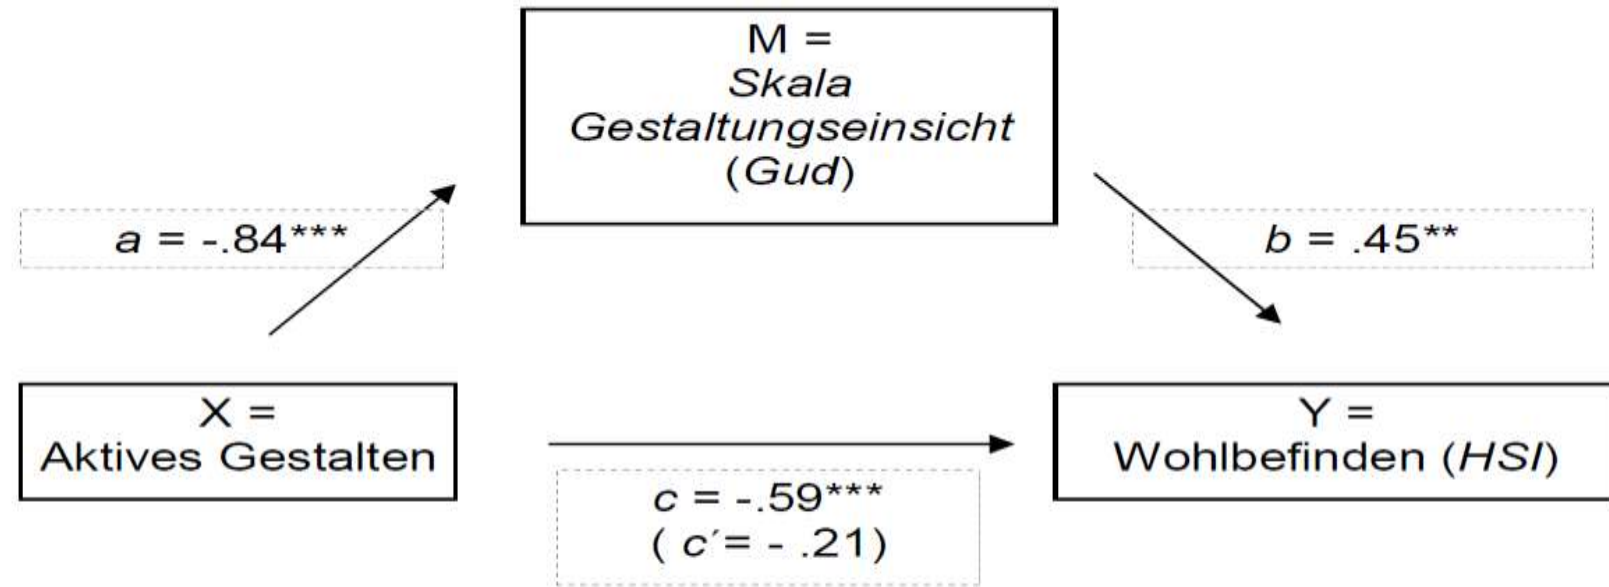 M =
Skala
Gestaltungseinsicht
(Gud)
a = -.84***
b = .45**
X =
Aktives Gestalten
Y =
Wohlbefinden (HSI)
c = -.59***
( c´= - .21)